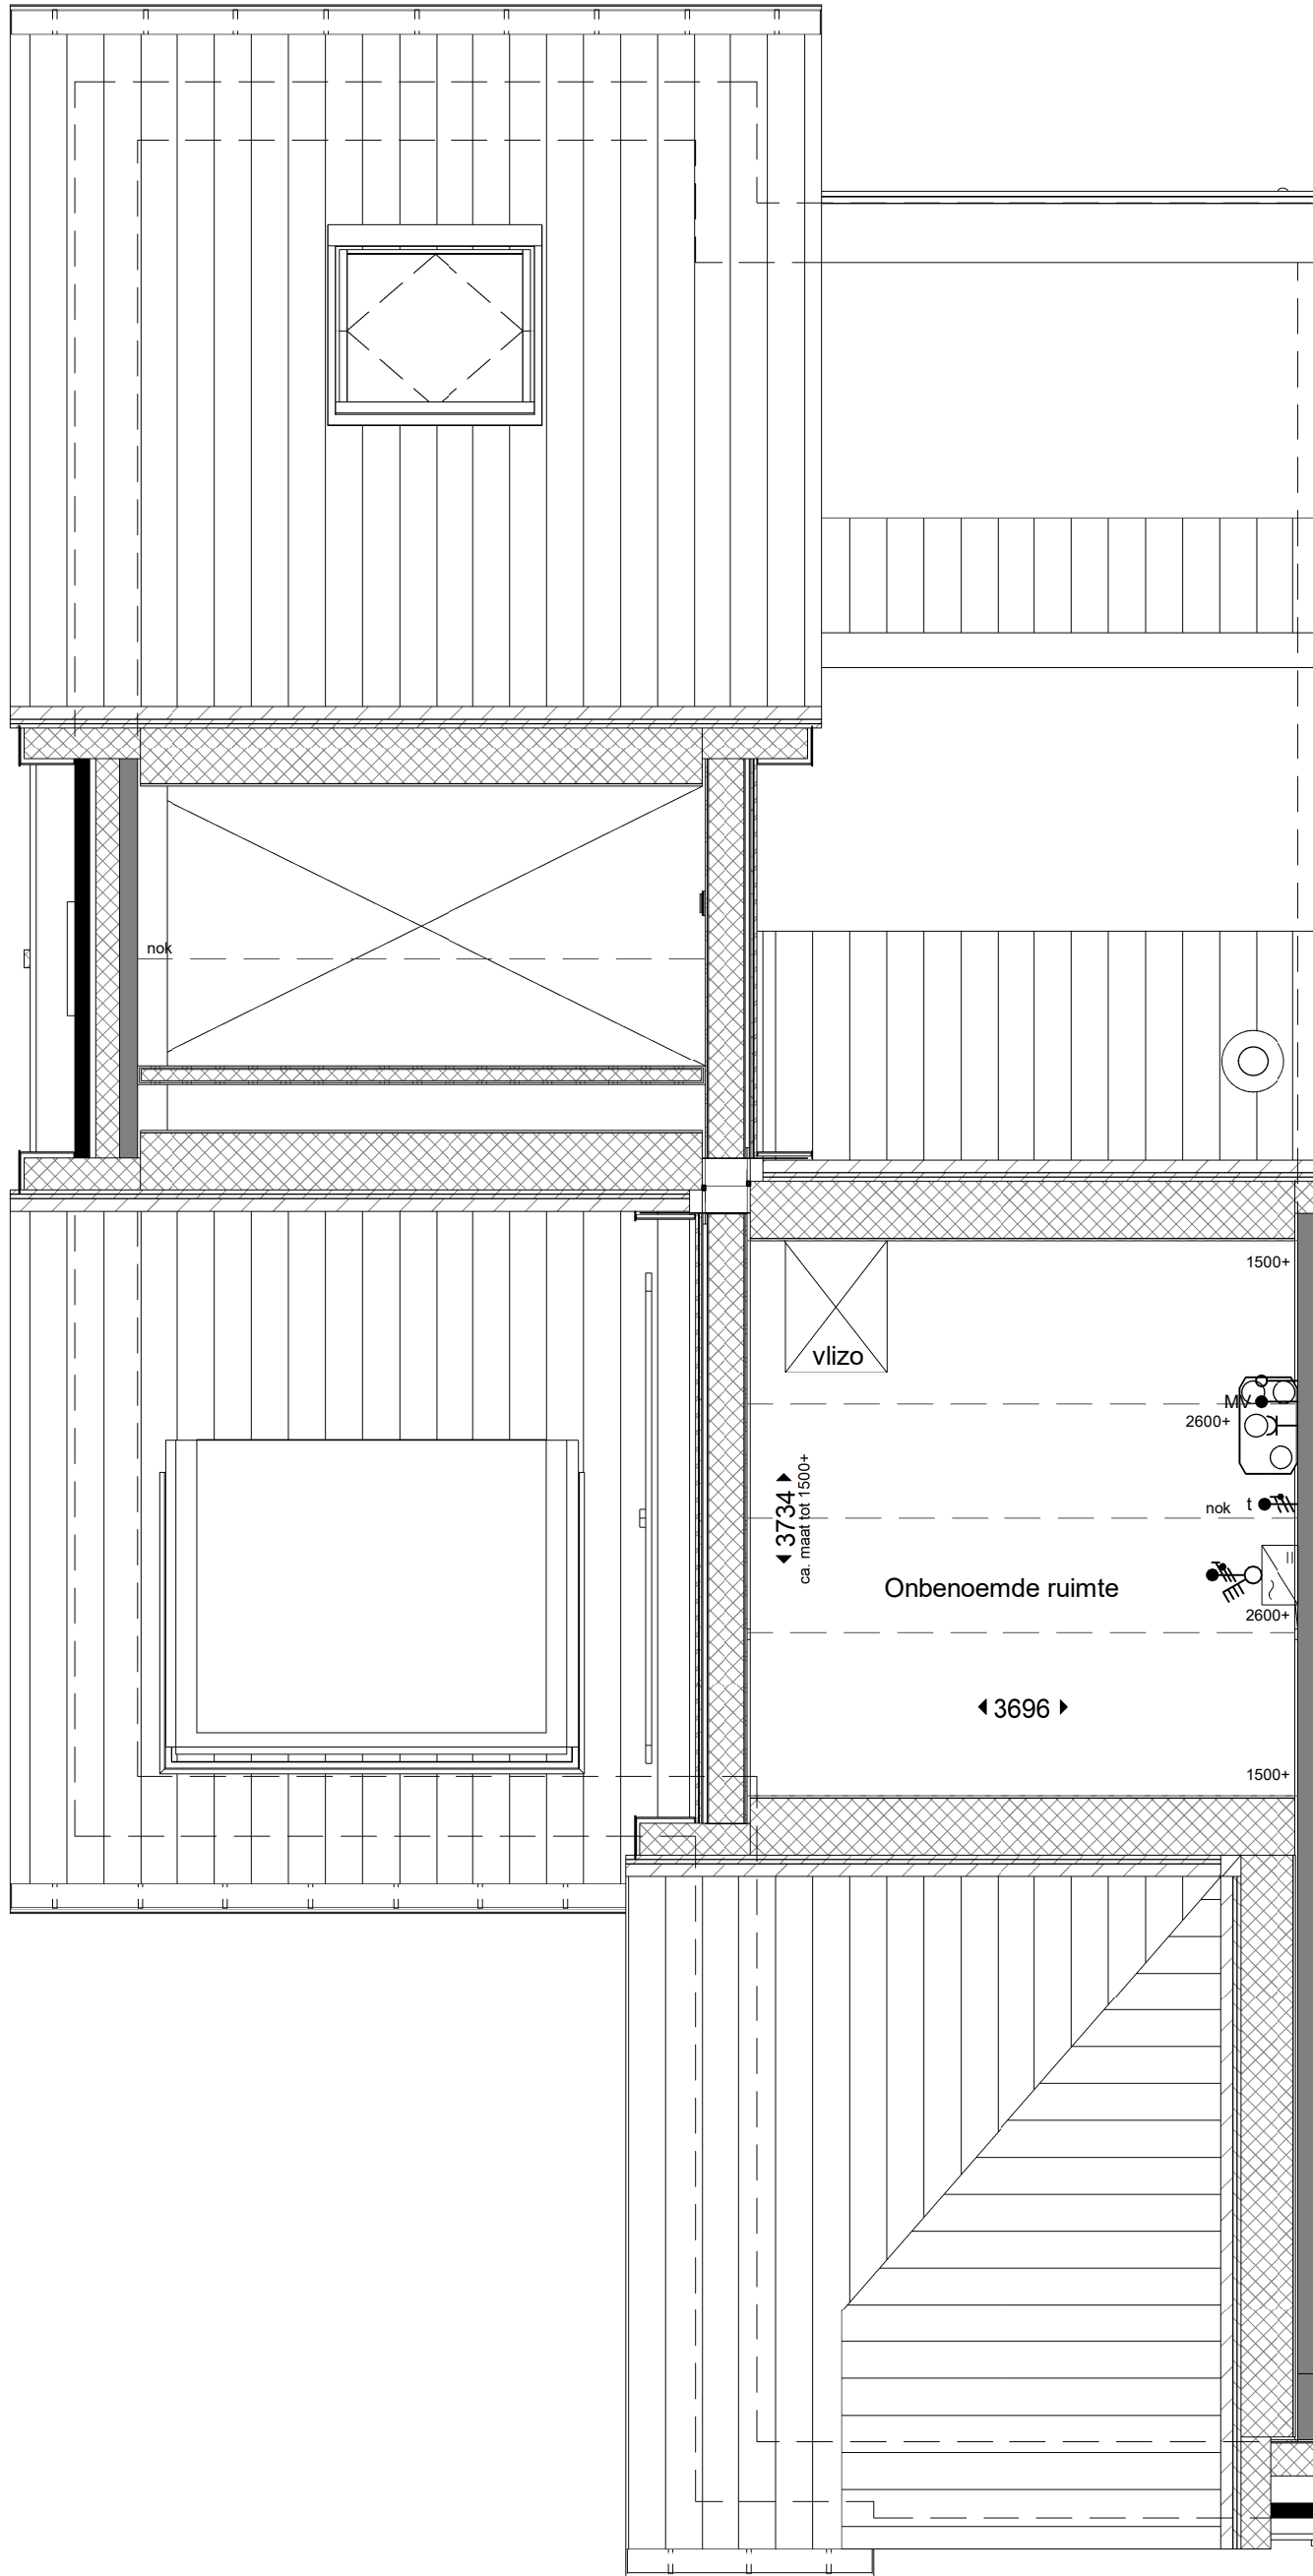 nok
1500+
vlizo
MV
2600+
3734
ca. maat tot 1500+
nok
t
Onbenoemde ruimte
2600+
3696
1500+